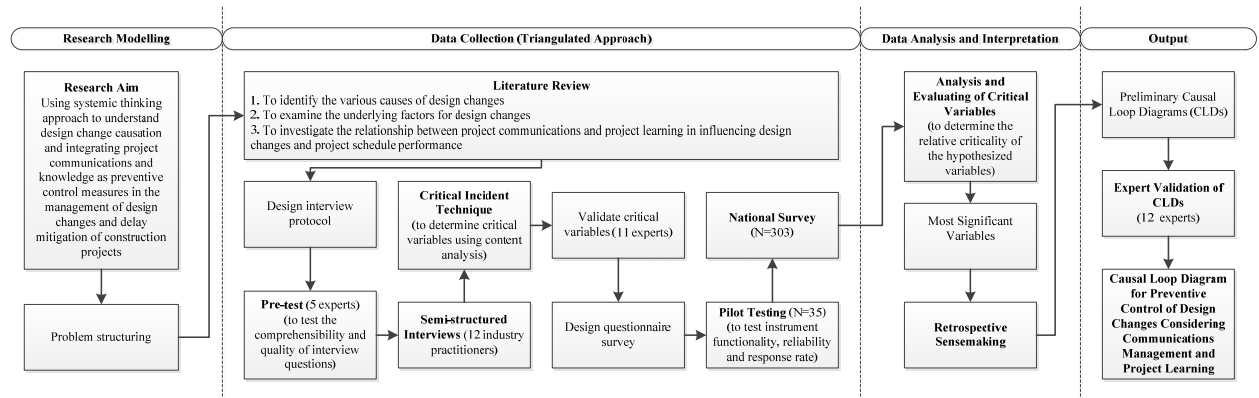 Research Modelling
Data Collection (Triangulated Approach)
Data Analysis and Interpretation
Output
Research Aim
Using systemic thinking
approach to understand
design change causation
and integrating project
communications and
knowledge as preventive
control measures in the
management of design
changes and delay
mitigation of construction
projects
Problem structuring
Literature Review
1. To identify the various causes of design changes
2. To examine the underlying factors for design changes
3. To investigate the relationship between project communications and project learning in influencing design
changes and project schedule performance
Design interview
protocol
Pre-test (5 experts)
(to test the
comprehensibility and
quality of interview
questions)
Critical Incident
Technique
(to determine critical
variables using content
analysis)
Semi-structured
Interviews (12 industry
practitioners)
Validate critical
variables (11 experts)
Design questionnaire
survey
National Survey
(N=303)
Pilot Testing (N=35)
(to test instrument
functionality, reliability
and response rate)
Analysis and
Evaluating of Critical
Variables
(to determine the
relative criticality of
the hypothesized
variables)
Most Significant
Variables
Retrospective
Sensemaking
Preliminary Causal
Loop Diagrams (CLDs)
Expert Validation of
CLDs
(12 experts)
Causal Loop Diagram
for Preventive
Control of Design
Changes Considering
Communications
Management and
Project Learning